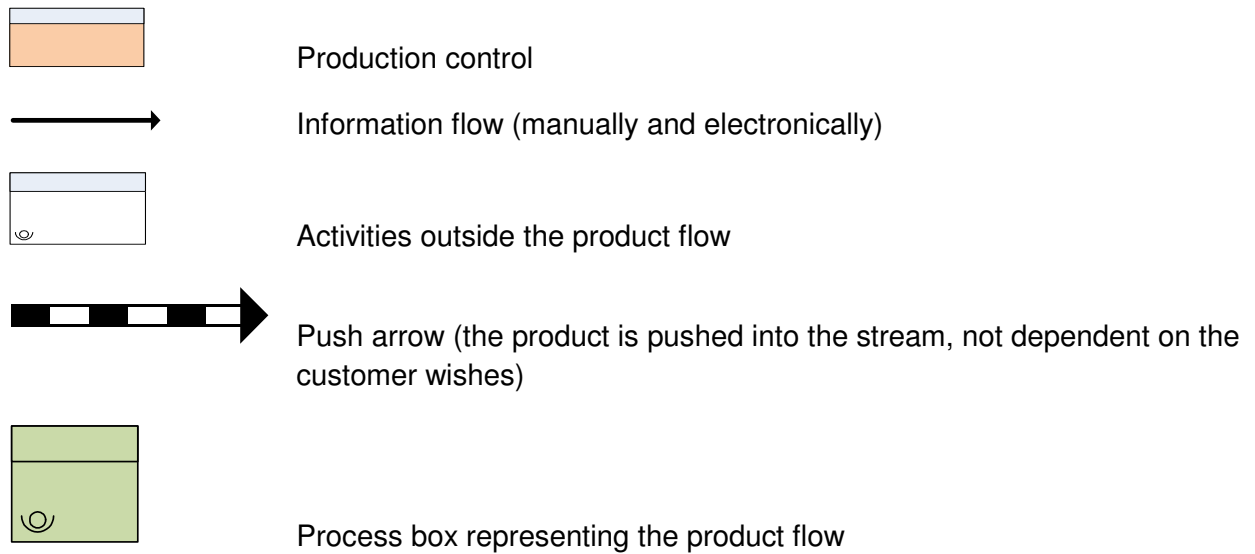 Production control
Information flow (manually and electronically)
Activities outside the product flow
Push arrow (the product is pushed into the stream, not dependent on the
customer wishes)
Process box representing the product flow